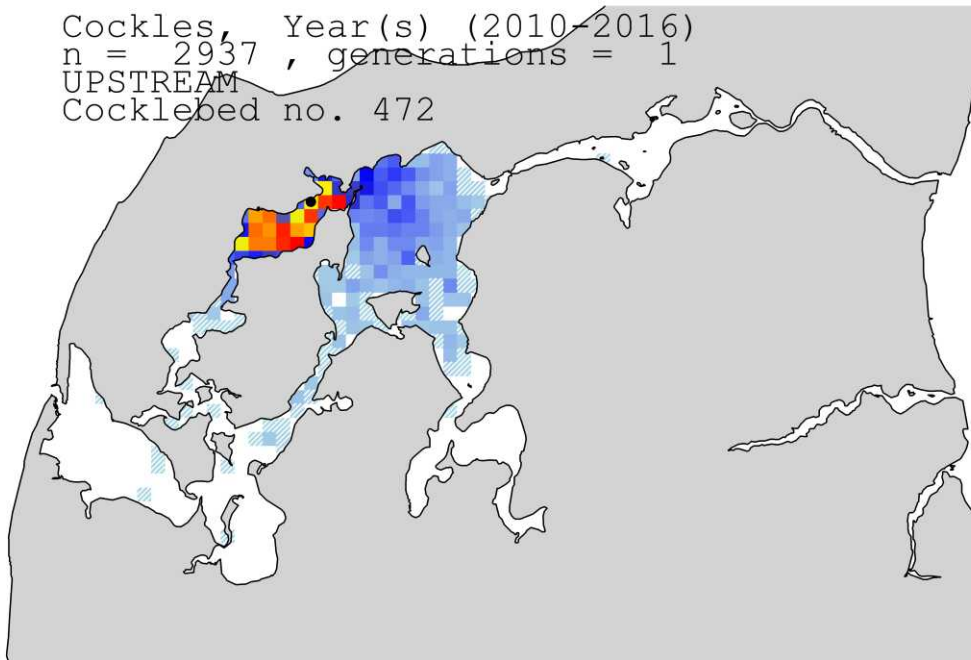 Cockles, Year(s) (2010-2016)
n = 2937 , generations = 1
UPSTREAM
Cocklebed no. 472